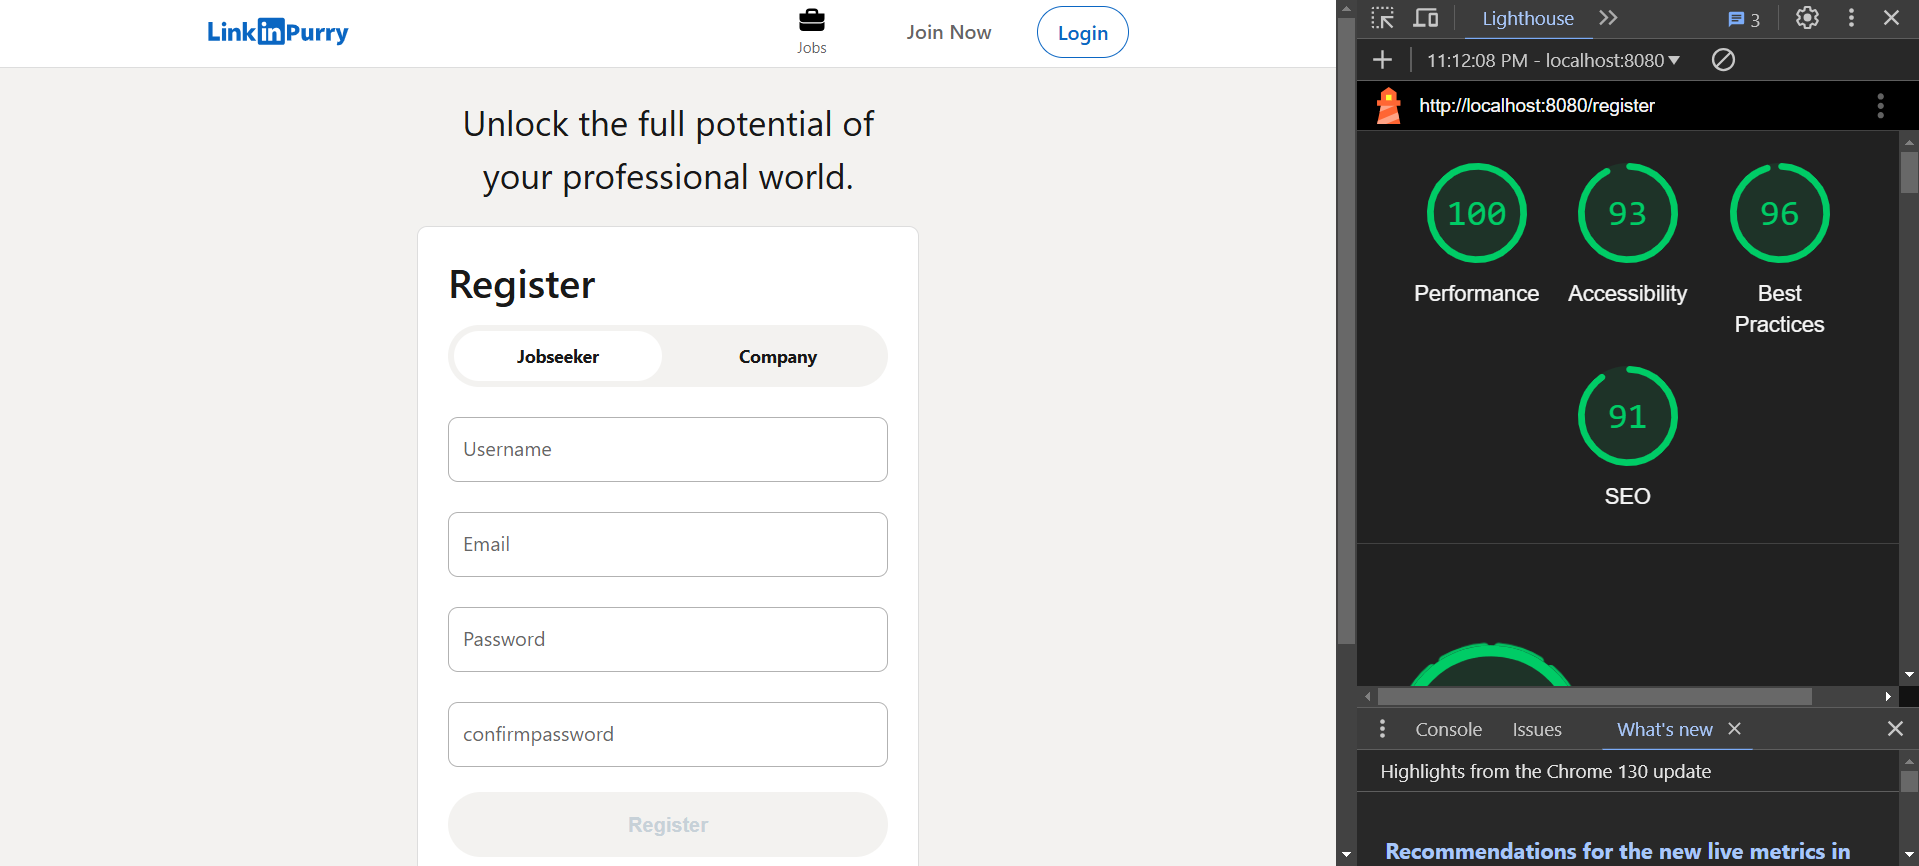 LinkinPurry
Jobs
Join Now
Login
Unlock the full potential of
your professional world.
Register
Jobseeker
Company
Username
Email
Password
confirmpassword
Register
Lighthouse
3
11:12:08 PM - localhost:8080
http://localhost:8080/register
100
Performance
93
Accessibility
96
Best
Practices
91
SEO
Console
Issues
What's new
Highlights from the Chrome 130 update
Recommendations for the new live metrics in